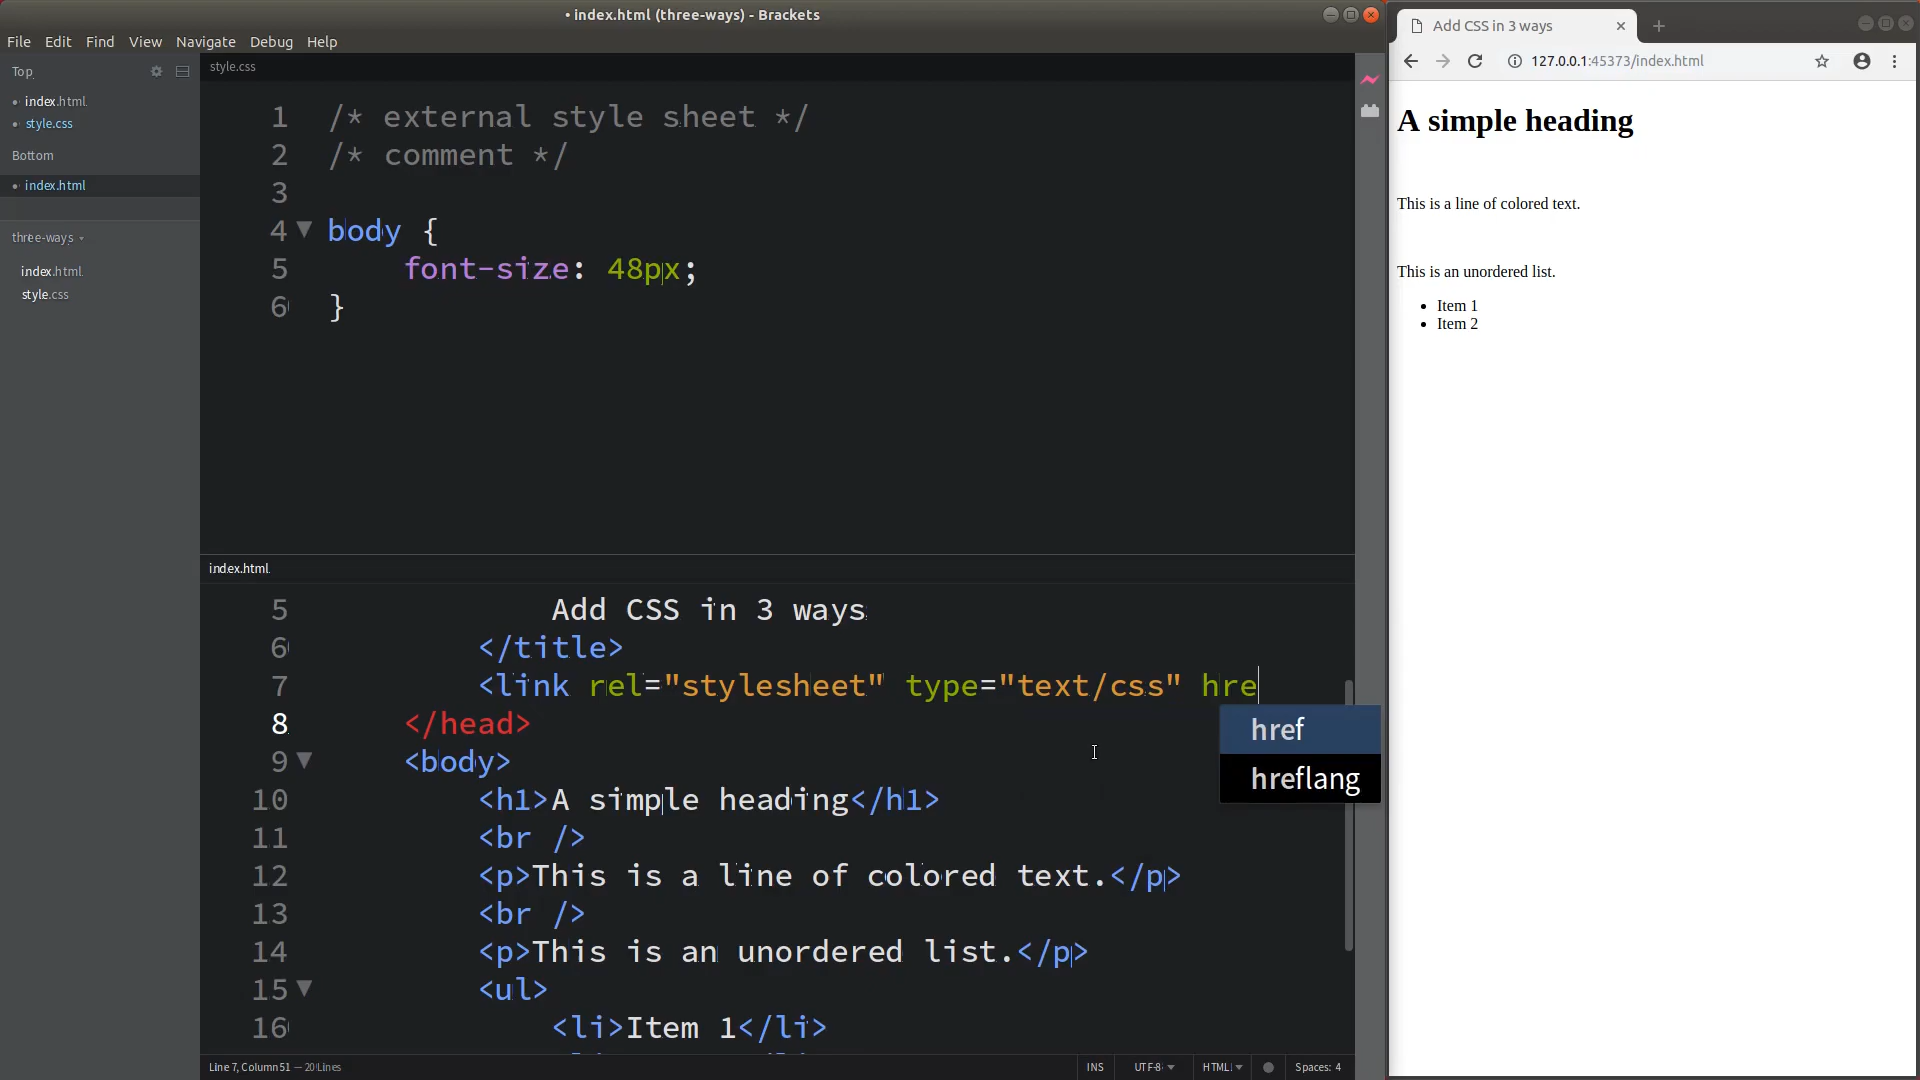 • index.html (three-ways) - Brackets
File Edit Find View Navigate Debug Help
Top
index.html
style.css
Bottom
index.html
three-ways
index.html
style.css
style.css
1 /* external style sheet */
2 /* comment */
3
4 body {
5 font-size: 48px;
6 }
index.html
5 Add CSS in 3 ways
6 </title>
7 <link rel="stylesheet" type="text/css" hre
href
hreflang
8 </head>
9 <body>
10 <h1>A simple heading</h1>
11 <br />
12 <p>This is a line of colored text.</p>
13 <br />
14 <p>This is an unordered list.</p>
15 <ul>
16 <li>Item 1</li>
Line 7, Column 51 — 20 Lines
INS UTF-8 HTML Spaces: 4
Add CSS in 3 ways
127.0.0.1:45373/index.html
A simple heading
This is a line of colored text.
This is an unordered list.
• Item 1
• Item 2